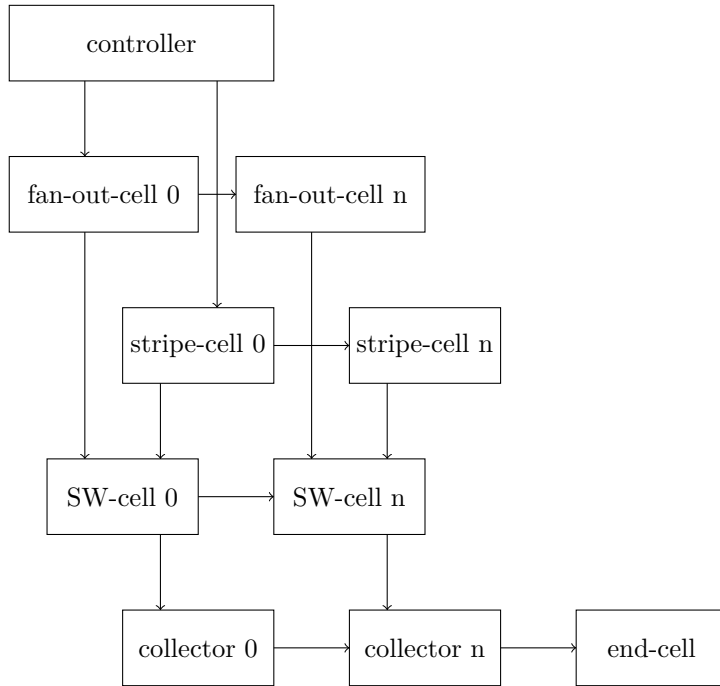 controller
fan-out-cell 0
fan-out-cell n
stripe-cell 0
stripe-cell n
SW-cell 0
SW-cell n
collector 0
collector n
end-cell